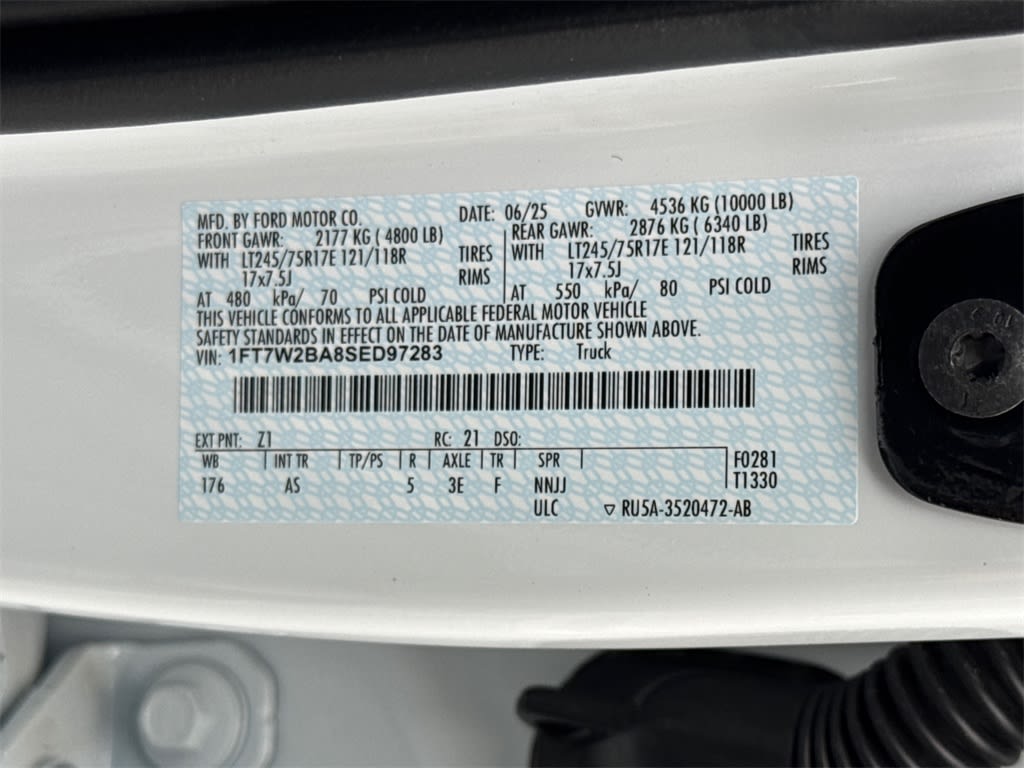 MFD. BY FORD MOTOR CO.
DATE: 06/25 GVWR: 4536 KG (10000 LB)
FRONT GAWR: 2177 KG ( 4800 LB)
WITH LT245/75R17E 121/118R TIRES
17x7.5J RIMS
AT 480 kPa/ 70 PSI COLD
REAR GAWR: 2876 KG ( 6340 LB)
WITH LT245/75R17E 121/118R TIRES
17x7.5J RIMS
AT 550 kPa/ 80 PSI COLD
THIS VEHICLE CONFORMS TO ALL APPLICABLE FEDERAL MOTOR VEHICLE
SAFETY STANDARDS IN EFFECT ON THE DATE OF MANUFACTURE SHOWN ABOVE.
VIN: 1FT7W2BA8SED97283 TYPE: Truck
EXT PNT: Z1 RC: 21 DSO:
WB INT TR TP/PS R AXLE TR SPR F0281
176 AS 5 3E F NNJJ T1330
ULC ▽ RU5A-3520472-AB